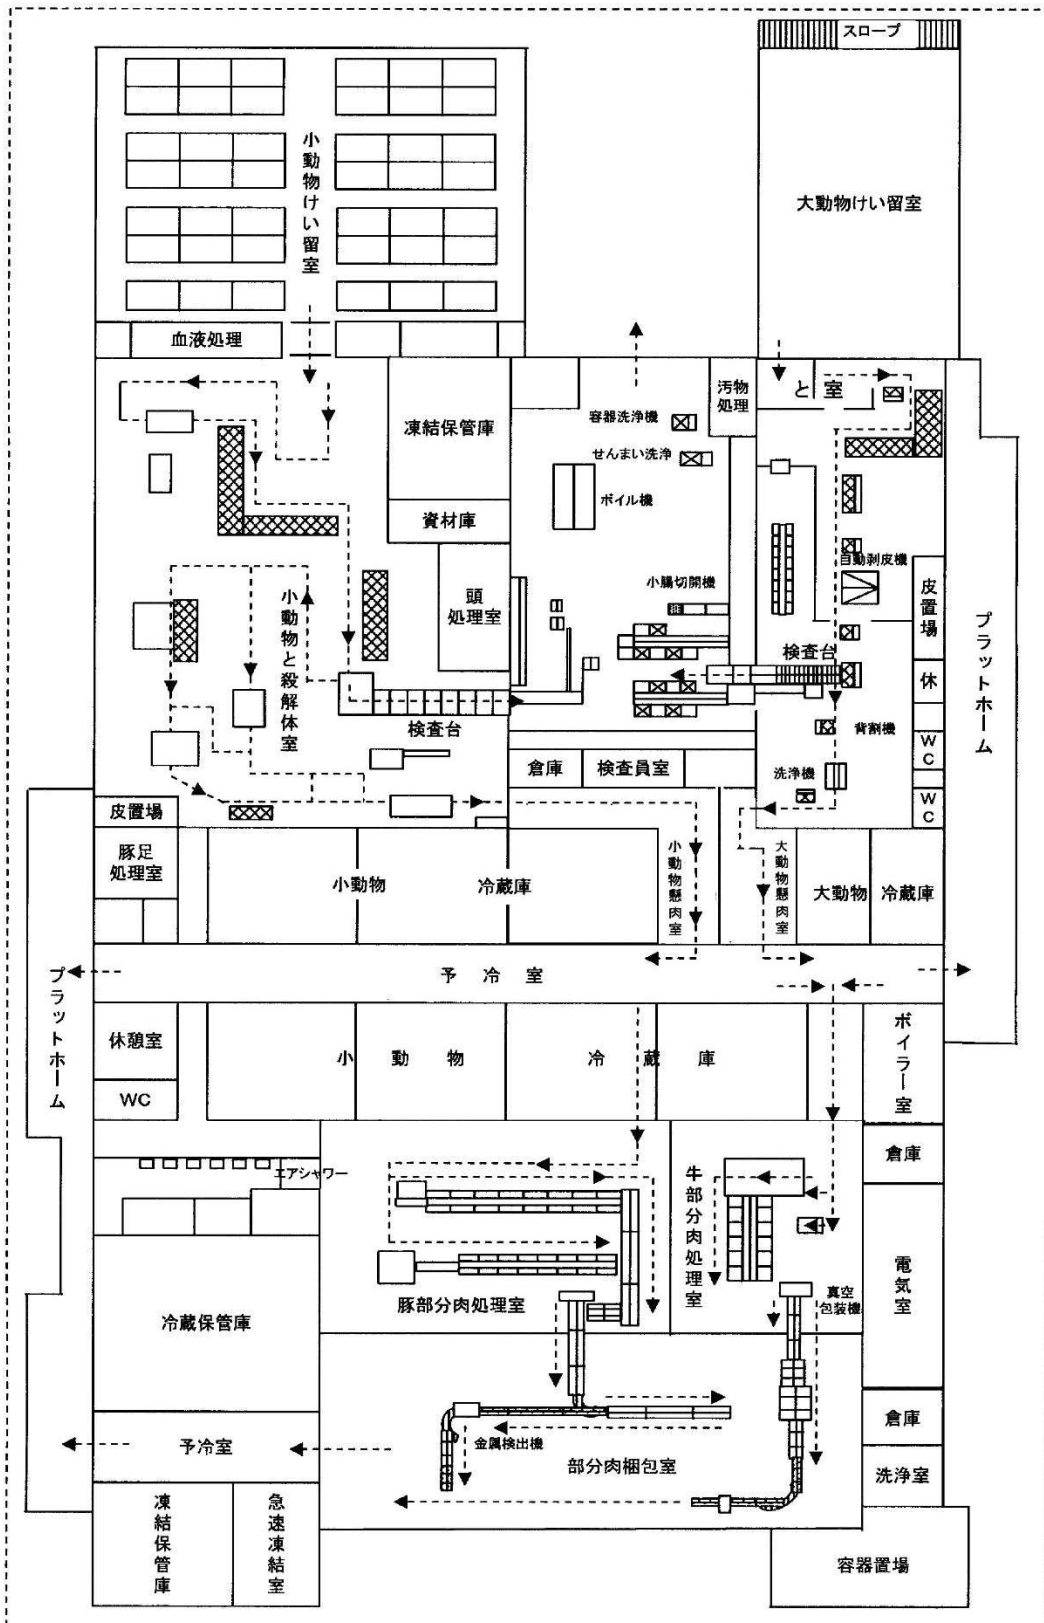 スロープ
小動物けい留室
大動物けい留室
血液処理
凍結保管庫
資材庫
頭
処理室
容器洗浄機
せんまい洗浄
ボイル機
小腸切開機
汚物
処理
と室
自動剥皮機
皮置場
休
WC
WC
プラットホーム
検査台
背割機
洗浄機
小動物と殺解体室
検査台
倉庫
検査員室
皮置場
豚足
処理室
小動物
冷蔵庫
小動物懸肉室
大動物懸肉室
大動物
冷蔵庫
予冷室
プラットホーム
休憩室
WC
小動物冷蔵庫
ボイラー室
倉庫
電気室
エアシャワー
豚部分肉処理室
牛部分肉処理室
真空
包装機
冷蔵保管庫
予冷室
金属検出機
部分肉梱包室
倉庫
洗浄室
凍結保管庫
急速凍結室
容器置場